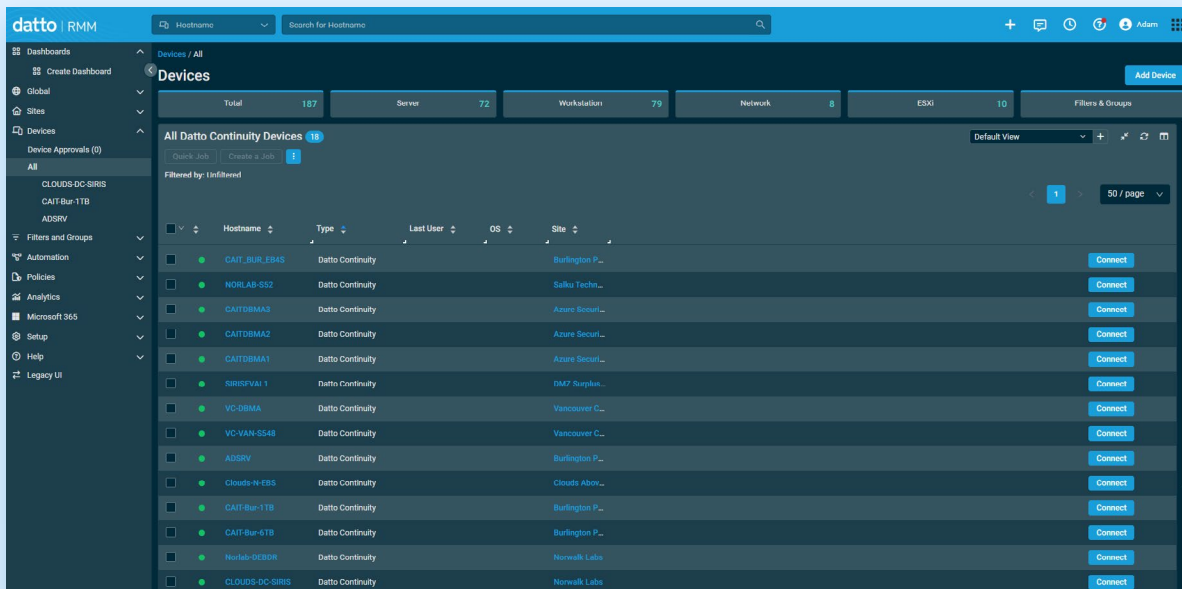 datto | RMM
Hostname
Search for Hostname
Adam
Dashboards
Create Dashboard
Global
Sites
Devices
Device Approvals (0)
All
CLOUDS-DC-SIRIS
CAIT-Bur-1TB
ADSRV
Filters and Groups
Automation
Policies
Analytics
Microsoft 365
Setup
Help
Legacy UI
Devices / All
Devices
Add Device
Total 187
Server 72
Workstation 79
Network 8
ESXi 10
Filters & Groups
All Datto Continuity Devices 18
Default View
Quick Job Create a Job
Filtered by: Unfiltered
1 50 / page
Hostname Type Last User OS Site
CAIT_BUR_EB4S Datto Continuity Burlington P... Connect
NORLAB-S52 Datto Continuity Salku Techn... Connect
CAITDBMA3 Datto Continuity Azure Securi... Connect
CAITDBMA2 Datto Continuity Azure Securi... Connect
CAITDBMA1 Datto Continuity Azure Securi... Connect
SIRISEVAL1 Datto Continuity DM7 Surplus... Connect
VC-DBMA Datto Continuity Vancouver C... Connect
VC-VAN-S548 Datto Continuity Vancouver C... Connect
ADSRV Datto Continuity Burlington P... Connect
Clouds-N-EBS Datto Continuity Clouds Abov... Connect
CAIT-Bur-1TB Datto Continuity Burlington P... Connect
CAIT-Bur-6TB Datto Continuity Burlington P... Connect
Norlab-DCBDR Datto Continuity Norwalk Labs Connect
CLOUDS-DC-SIRIS Datto Continuity Norwalk Labs Connect